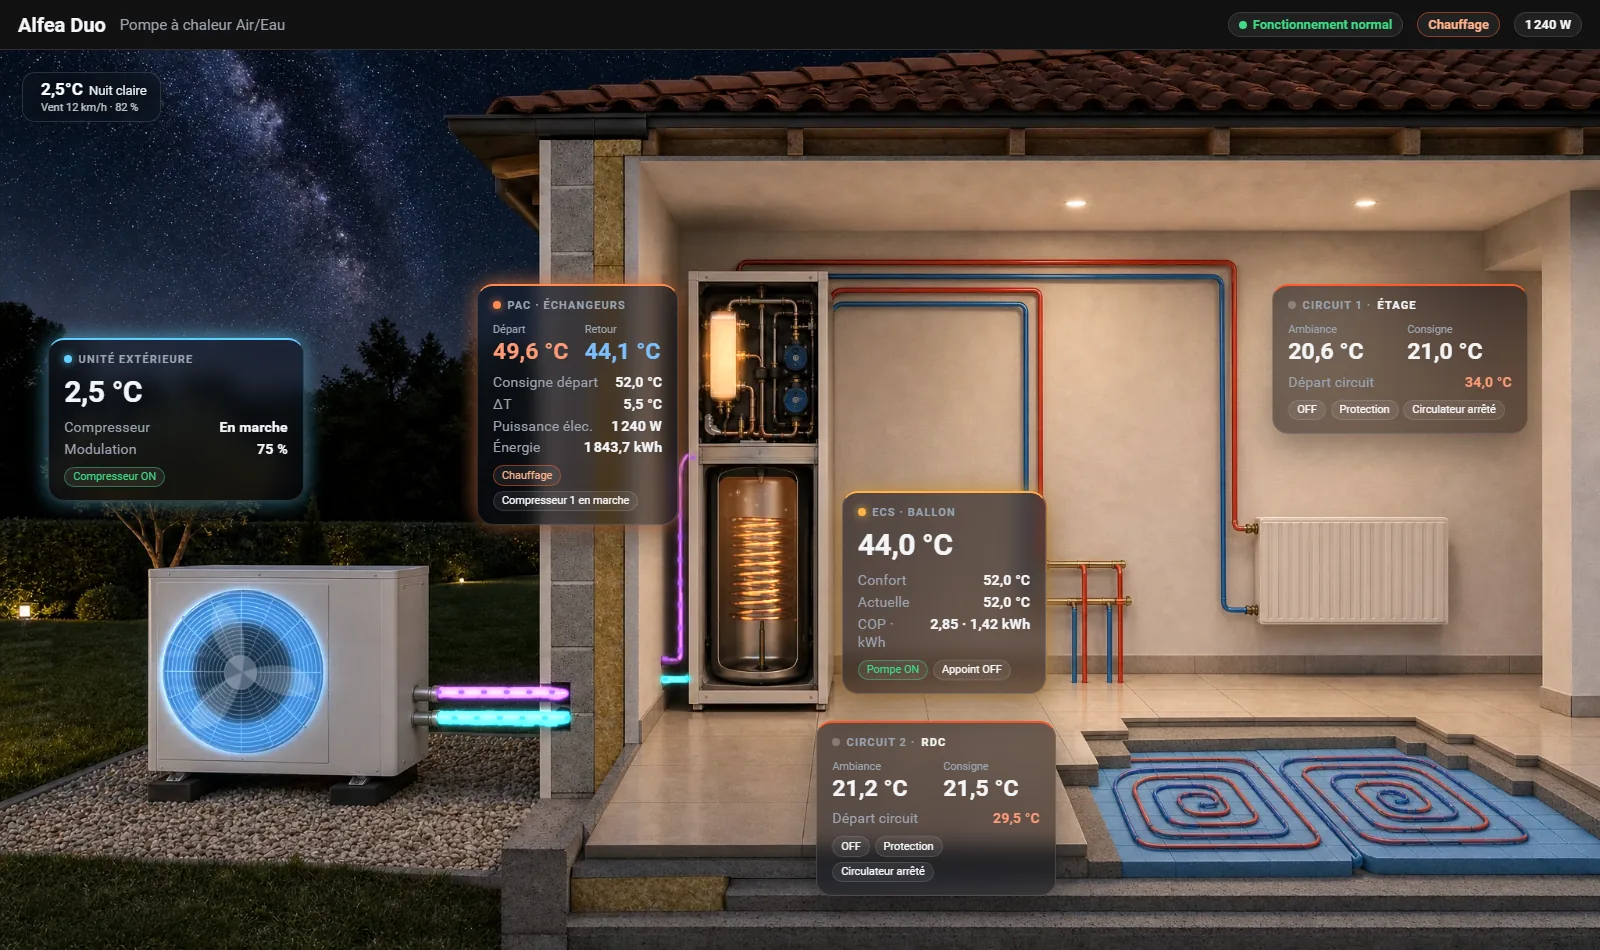 Alfea Duo Pompe à chaleur Air/Eau
Fonctionnement normal Chauffage 1 240 W
2,5°C Nuit claire
Vent 12 km/h · 82 %
UNITÉ EXTÉRIEURE
2,5 °C
Compresseur En marche
Modulation 75 %
Compresseur ON
PAC · ÉCHANGEURS
Départ Retour
49,6 °C 44,1 °C
Consigne départ 52,0 °C
ΔT 5,5 °C
Puissance élec. 1 240 W
Énergie 1 843,7 kWh
Chauffage
Compresseur 1 en marche
CIRCUIT 1 · ÉTAGE
Ambiance Consigne
20,6 °C 21,0 °C
Départ circuit 34,0 °C
OFF Protection Circulateur arrêté
ECS · BALLON
44,0 °C
Confort 52,0 °C
Actuelle 52,0 °C
COP · 2,85 · 1,42 kWh
kWh
Pompe ON Appoint OFF
CIRCUIT 2 · RDC
Ambiance Consigne
21,2 °C 21,5 °C
Départ circuit 29,5 °C
OFF Protection
Circulateur arrêté